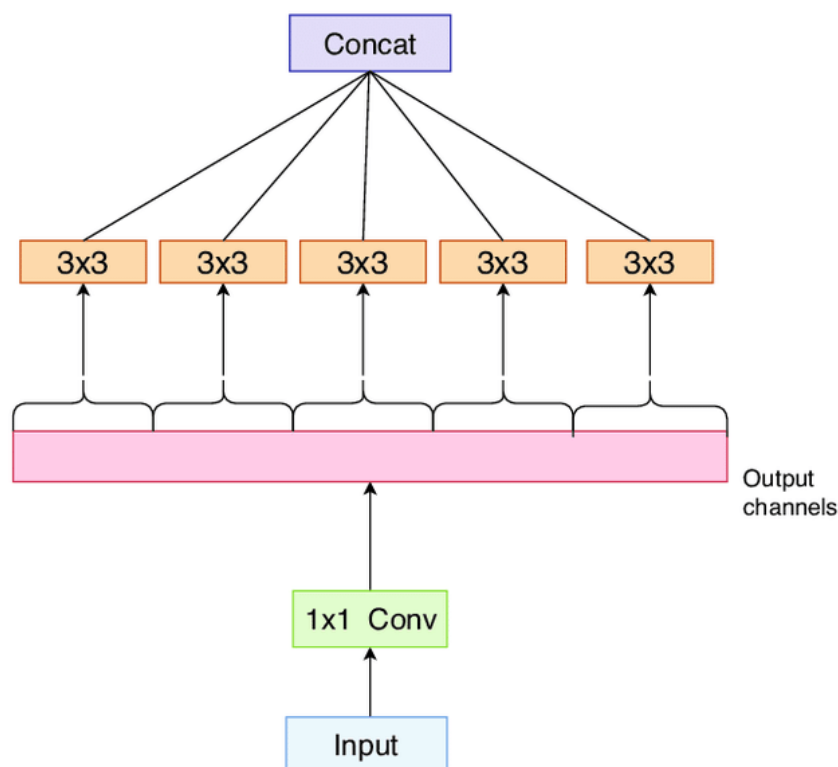 Concat
3x3 3x3 3x3 3x3 3x3
Output
channels
1x1 Conv
Input